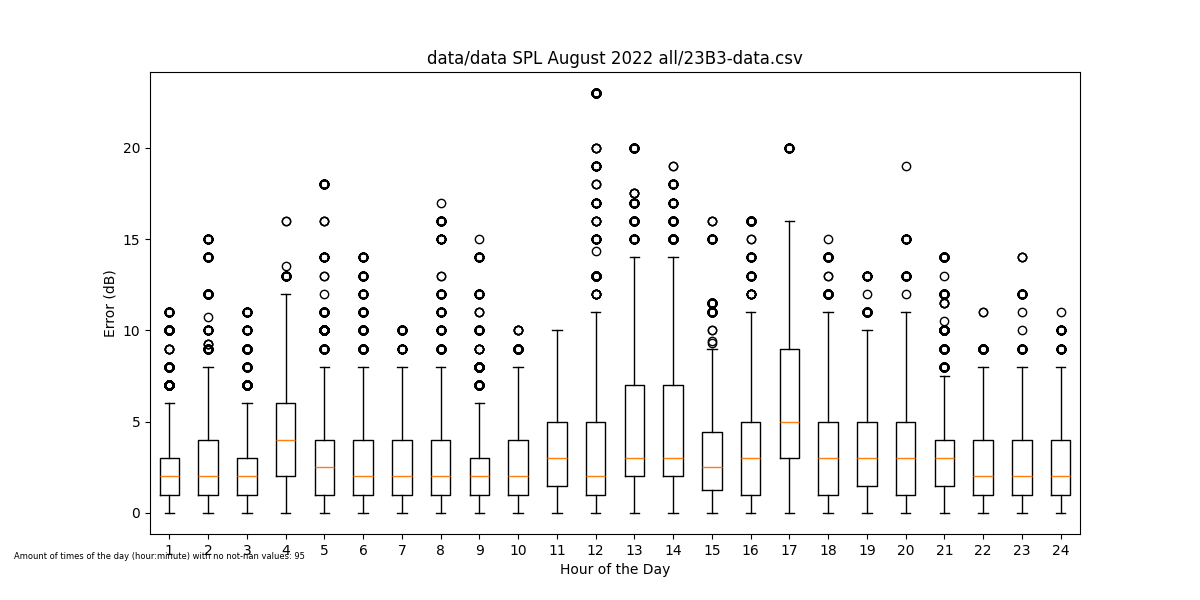 data/data SPL August 2022 all/23B3-data.csv
20
15
10
5
0
Error (dB)
1 2 3 4 5 6 7 8 9 10 11 12 13 14 15 16 17 18 19 20 21 22 23 24
Amount of times of the day (hour:minute) with no not-nan values: 95
Hour of the Day